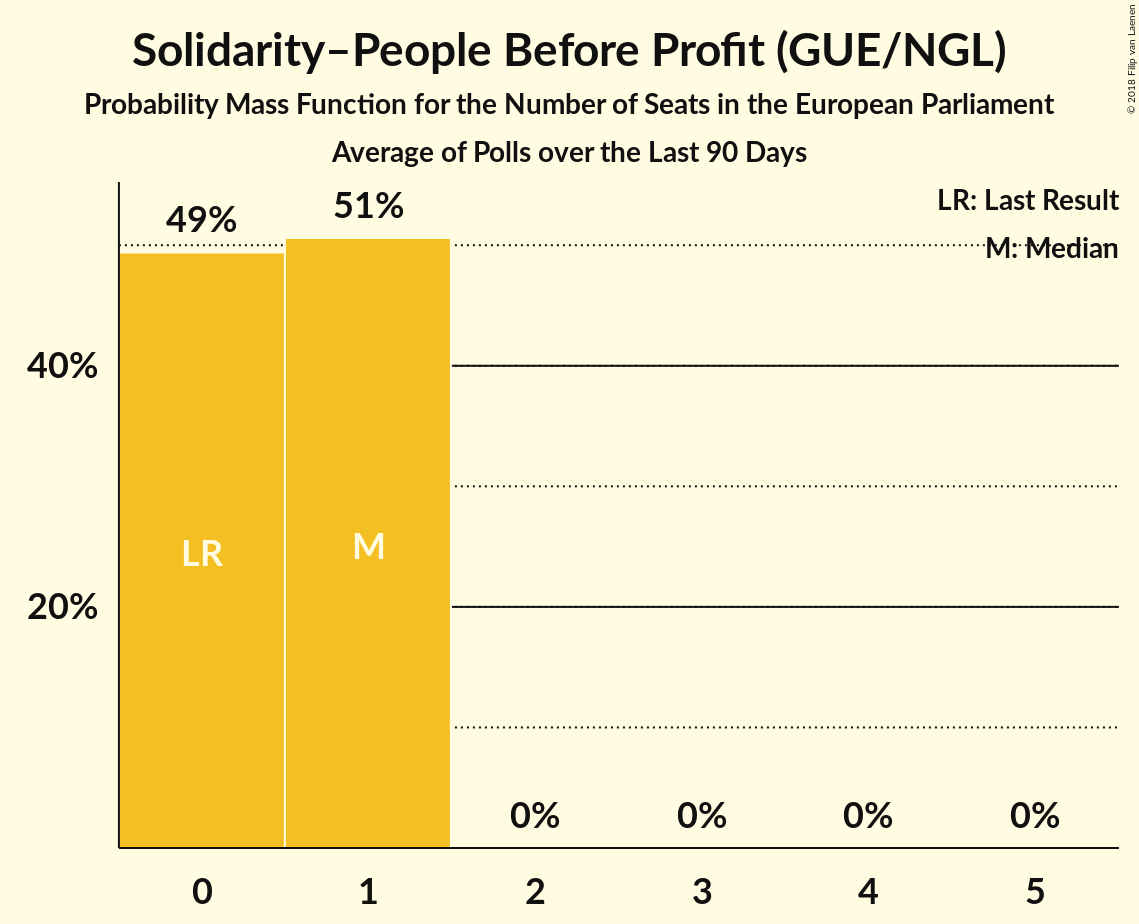 Solidarity–People Before Profit (GUE/NGL)
Probability Mass Function for the Number of Seats in the European Parliament
Average of Polls over the Last 90 Days
© 2018 Filip van Laenen
LR: Last Result
M: Median
49%
51%
40%
20%
LR
M
0%
0%
0%
0%
0
1
2
3
4
5